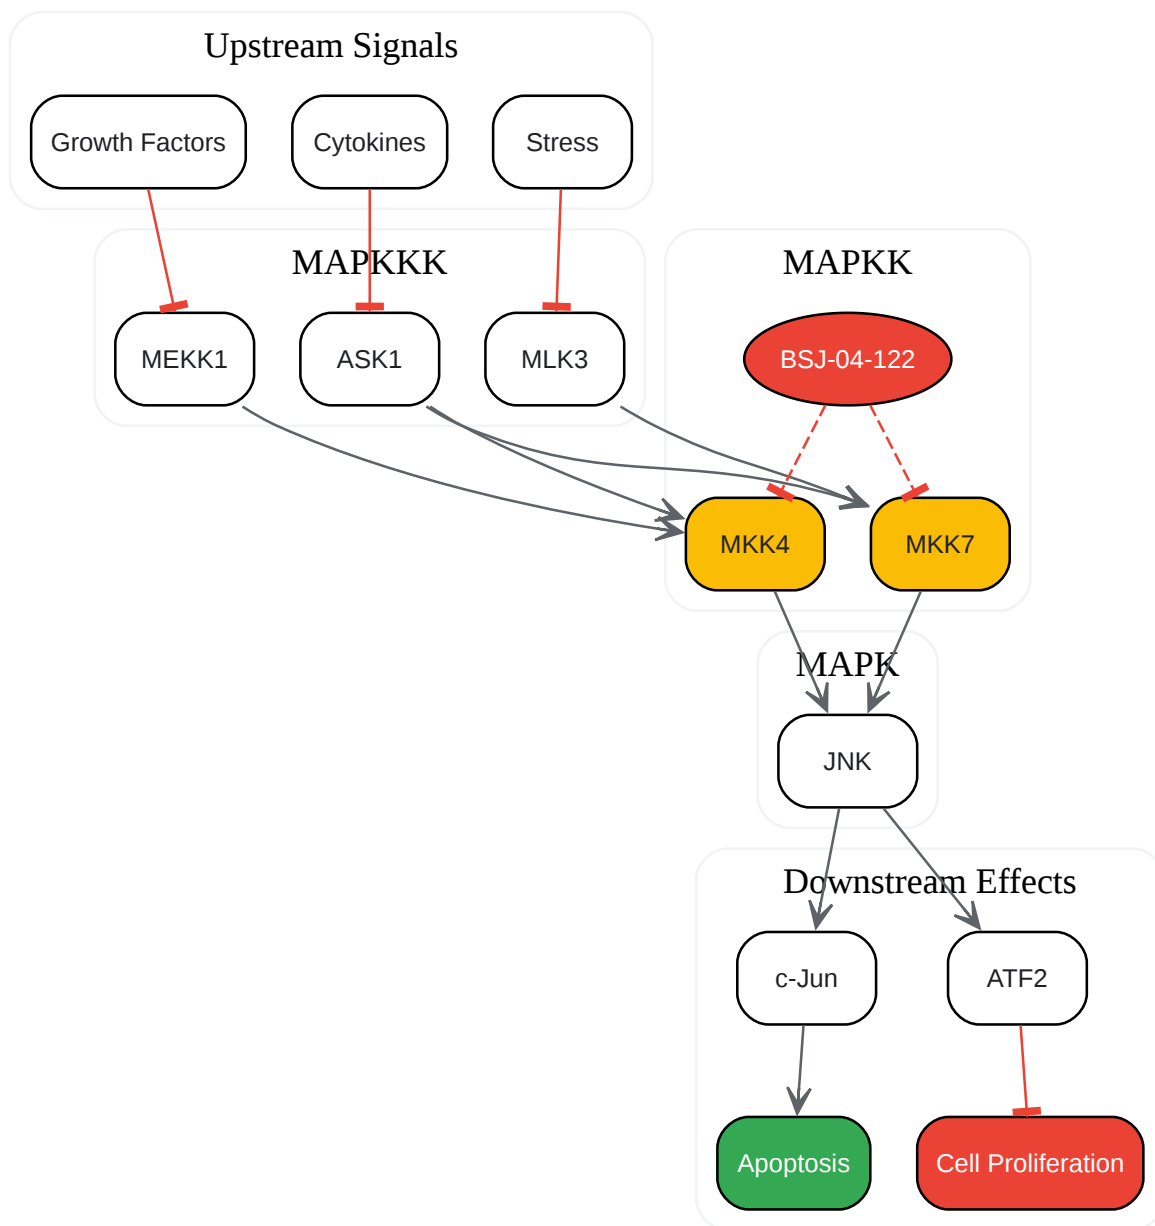 Upstream Signals
Growth Factors
Cytokines
Stress
MAPKKK
MAPKK
MEKK1
ASK1
MLK3
BSJ-04-122
MKK4
MKK7
MAPK
JNK
Downstream Effects
c-Jun
ATF2
Apoptosis
Cell Proliferation